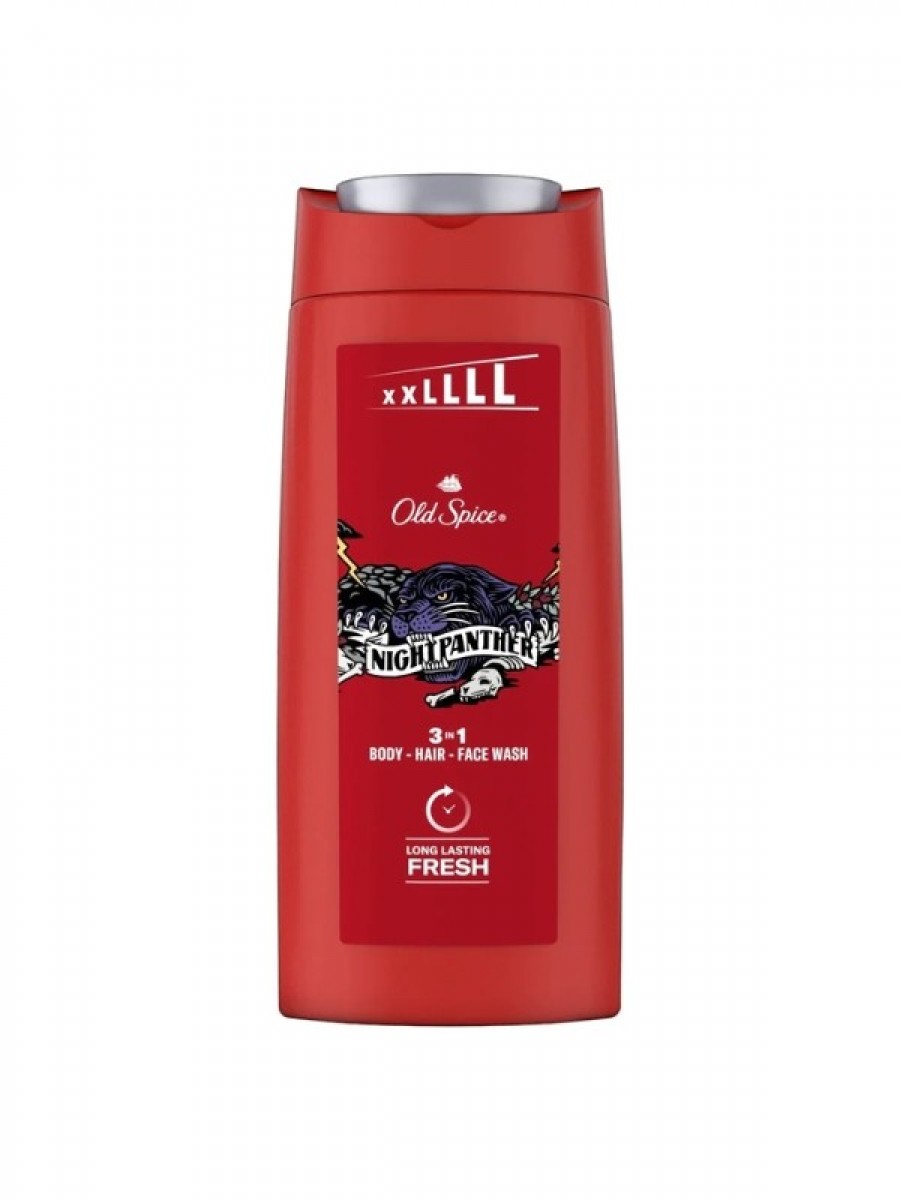 xxLLLL
Old Spice®
NIGHTPANTHER
3 IN 1
BODY - HAIR - FACE WASH
LONG LASTING
FRESH